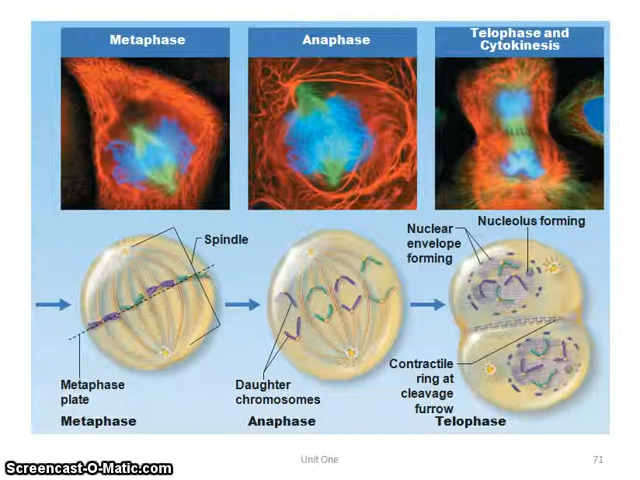 Metaphase
Anaphase
Telophase and
Cytokinesis
Spindle
Metaphase
plate
Metaphase
Daughter
chromosomes
Anaphase
Nuclear
envelope
forming
Nucleolus forming
Contractile
ring at
cleavage
furrow
Telophase
Unit One
71
Screencast-O-Matic.com